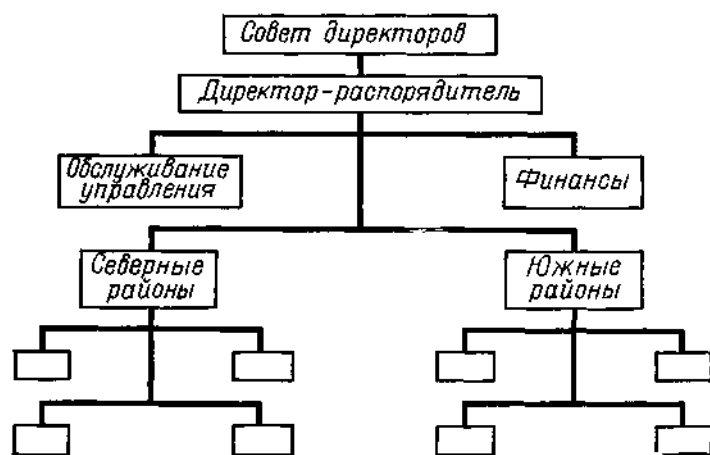 Совет директоров
Директор-распорядитель
Обслуживание
управления
Финансы
Северные
районы
Южные
районы